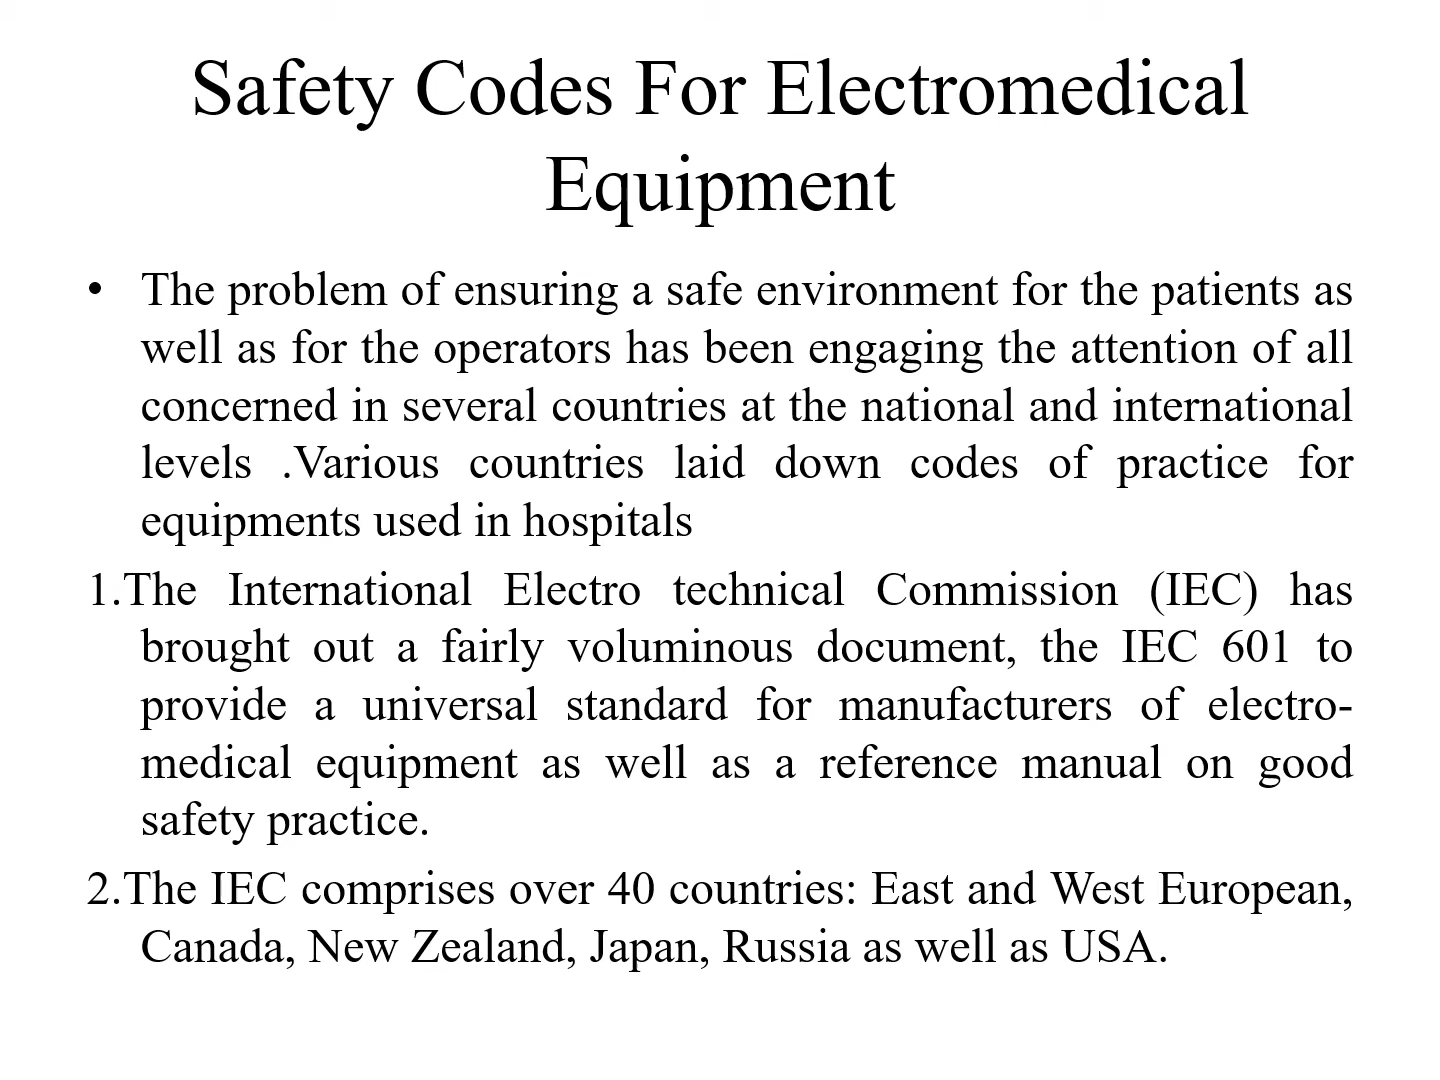 Safety Codes For Electromedical
Equipment
• The problem of ensuring a safe environment for the patients as
well as for the operators has been engaging the attention of all
concerned in several countries at the national and international
levels .Various countries laid down codes of practice for
equipments used in hospitals
1.The International Electro technical Commission (IEC) has
brought out a fairly voluminous document, the IEC 601 to
provide a universal standard for manufacturers of electro-
medical equipment as well as a reference manual on good
safety practice.
2.The IEC comprises over 40 countries: East and West European,
Canada, New Zealand, Japan, Russia as well as USA.